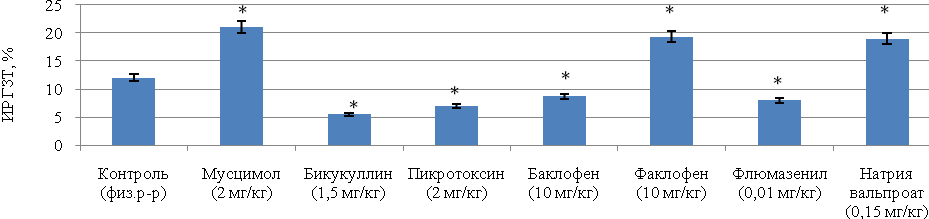 25
20
15
10
5
0
ИРГЗТ, %
* * * * * * *
Контроль Мусцимол Бикукуллин Пикротоксин Баклофен Факлофен Флюмазенил Натрия
(физ.р-р) (2 мг/кг) (1,5 мг/кг) (2 мг/кг) (10 мг/кг) (10 мг/кг) (0,01 мг/кг) вальпроат
(0,15 мг/кг)